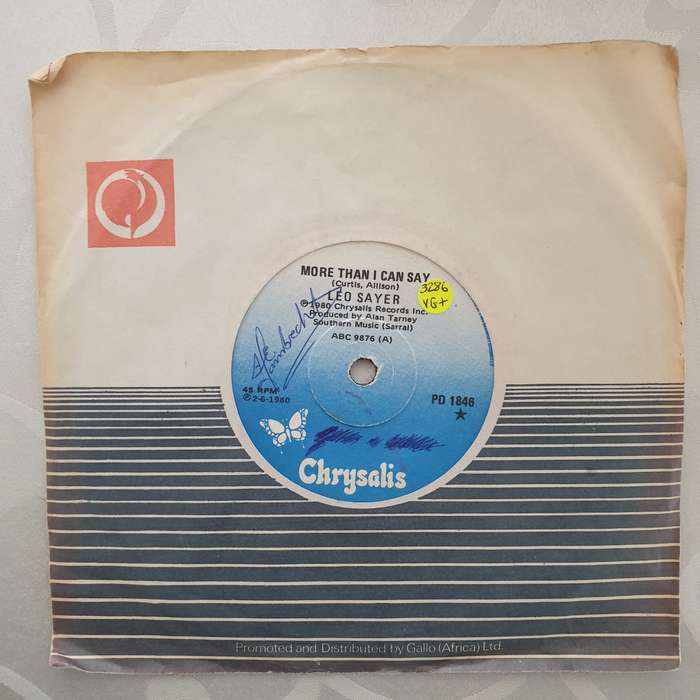 MORE THAN I CAN SAY
(Curtis, Allison)
LEO SAYER
℗1980 Chrysalis Records Inc.
Produced by Alan Tarney
Southern Music (Sarral)
ABC 9876 (A)
3286
VG+
45 RPM
℗2-6-1980
PD 1846
Chrysalis
Promoted and Distributed by Gallo (Africa) Ltd.